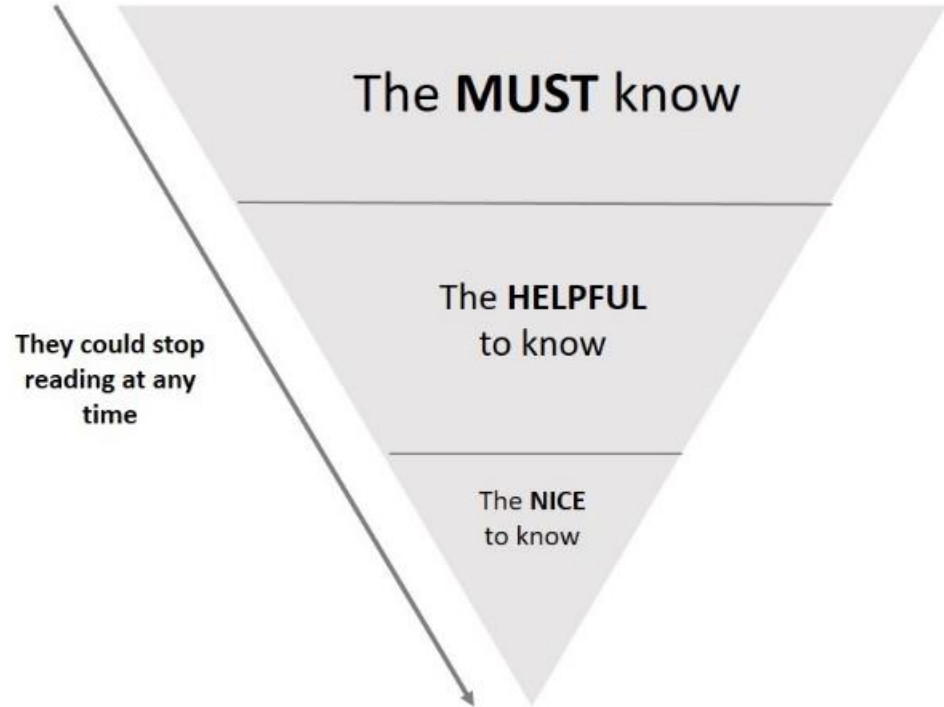 The MUST know
The HELPFUL
to know
They could stop
reading at any
time
The NICE
to know